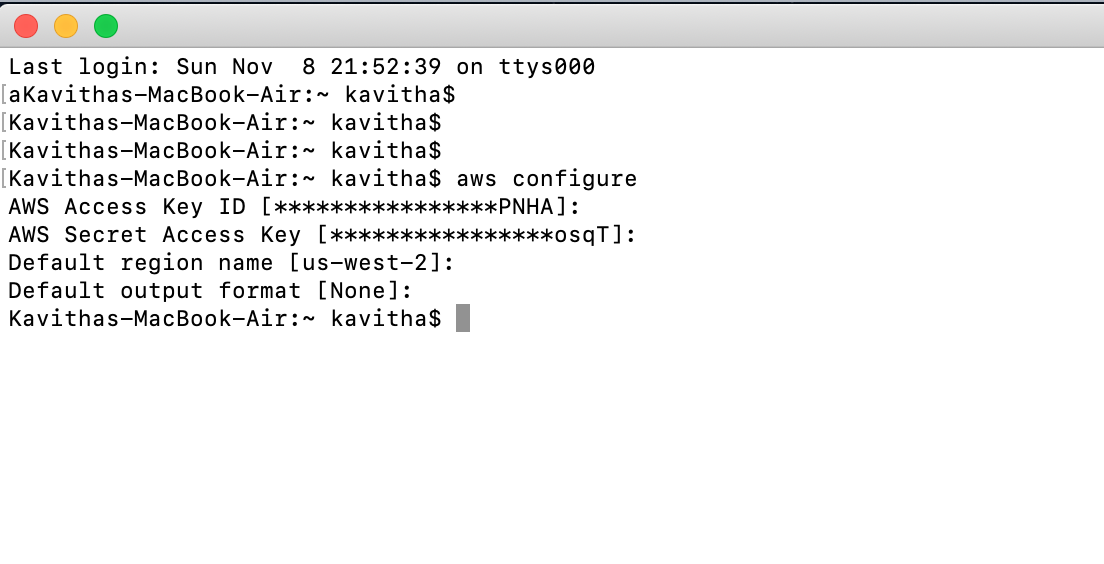 Last login: Sun Nov  8 21:52:39 on ttys000
[aKavithas-MacBook-Air:~ kavitha$
[Kavithas-MacBook-Air:~ kavitha$
[Kavithas-MacBook-Air:~ kavitha$
[Kavithas-MacBook-Air:~ kavitha$ aws configure
AWS Access Key ID [****************PNHA]:
AWS Secret Access Key [****************osqT]:
Default region name [us-west-2]:
Default output format [None]:
Kavithas-MacBook-Air:~ kavitha$